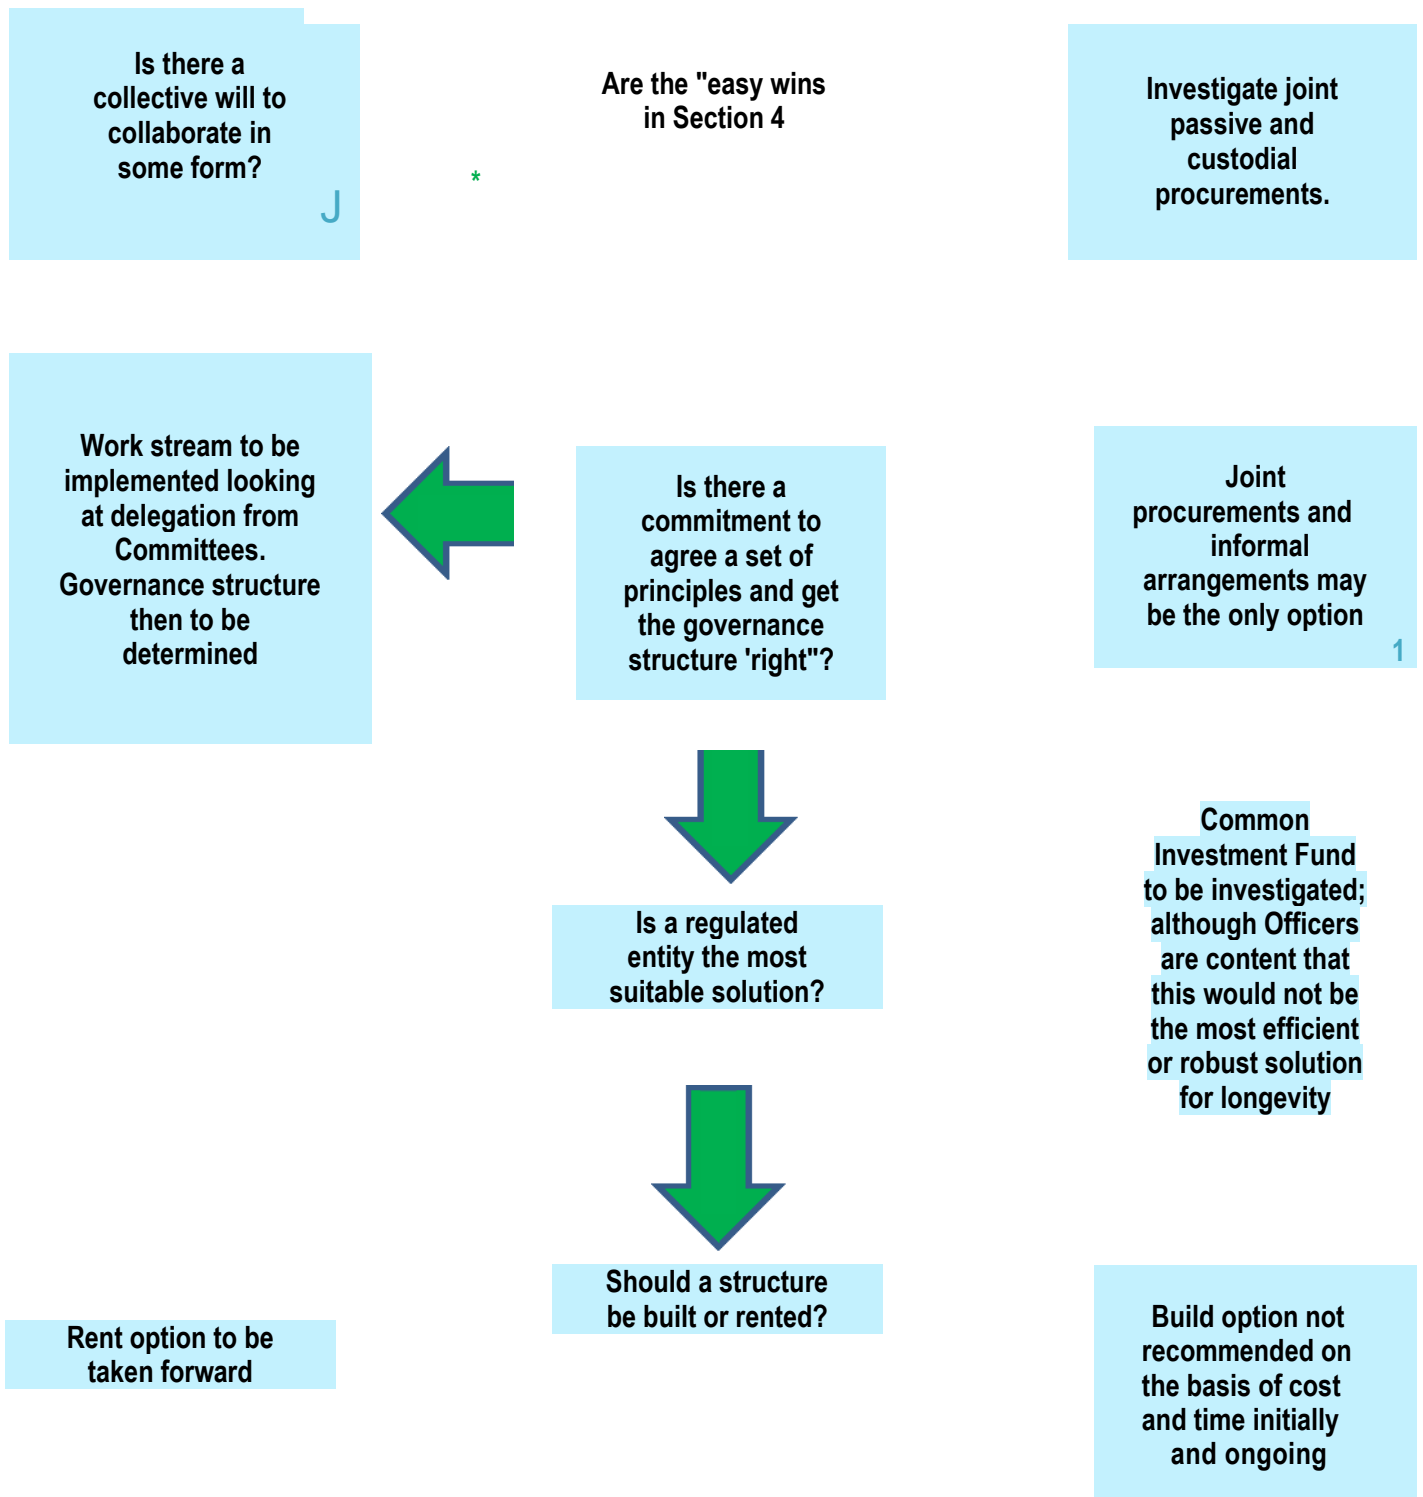 Is there a
collective will to
collaborate in
some form?
J
*
Are the "easy wins
in Section 4
Investigate joint
passive and
custodial
procurements.
Work stream to be
implemented looking
at delegation from
Committees.
Governance structure
then to be
determined
Is there a
commitment to
agree a set of
principles and get
the governance
structure 'right"?
Joint
procurements and
informal
arrangements may
be the only option
1
Is a regulated
entity the most
suitable solution?
Common
Investment Fund
to be investigated;
although Officers
are content that
this would not be
the most efficient
or robust solution
for longevity
Should a structure
be built or rented?
Rent option to be
taken forward
Build option not
recommended on
the basis of cost
and time initially
and ongoing